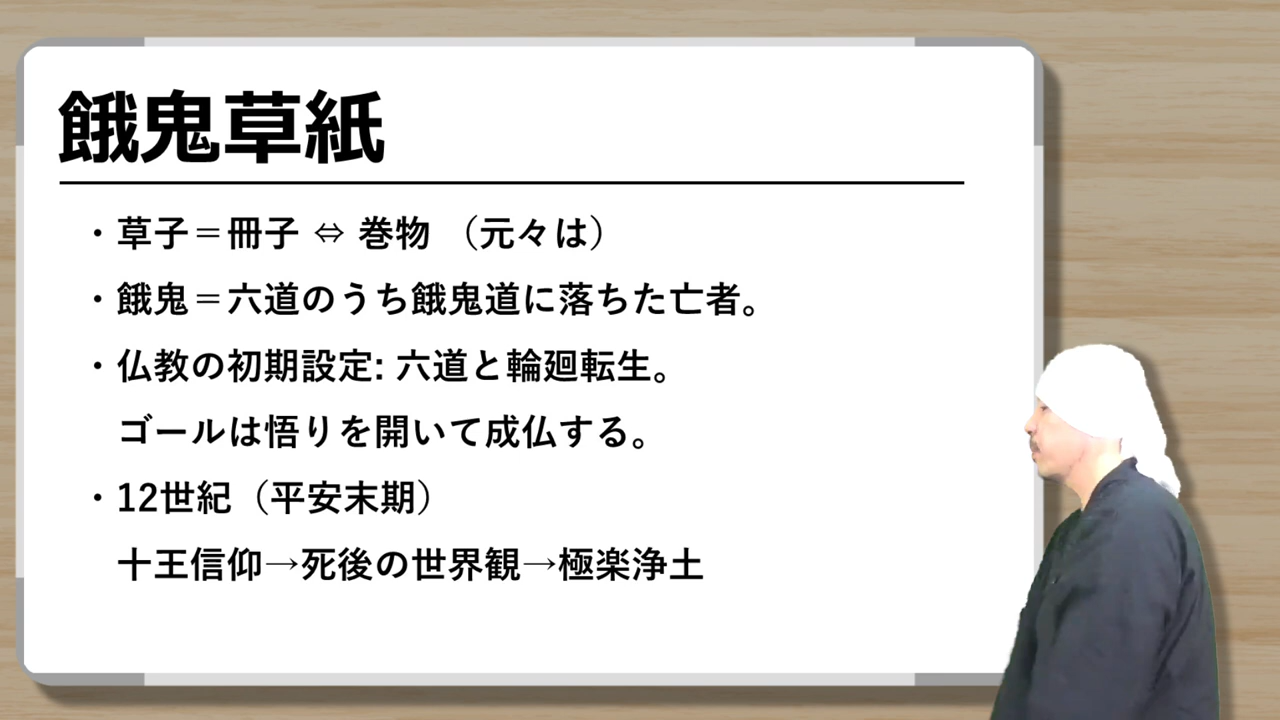 餓鬼草紙
・草子＝冊子 ⇔ 巻物 （元々は）
・餓鬼＝六道のうち餓鬼道に落ちた亡者。
・仏教の初期設定: 六道と輪廻転生。
ゴールは悟りを開いて成仏する。
・12世紀（平安末期）
十王信仰→死後の世界観→極楽浄土